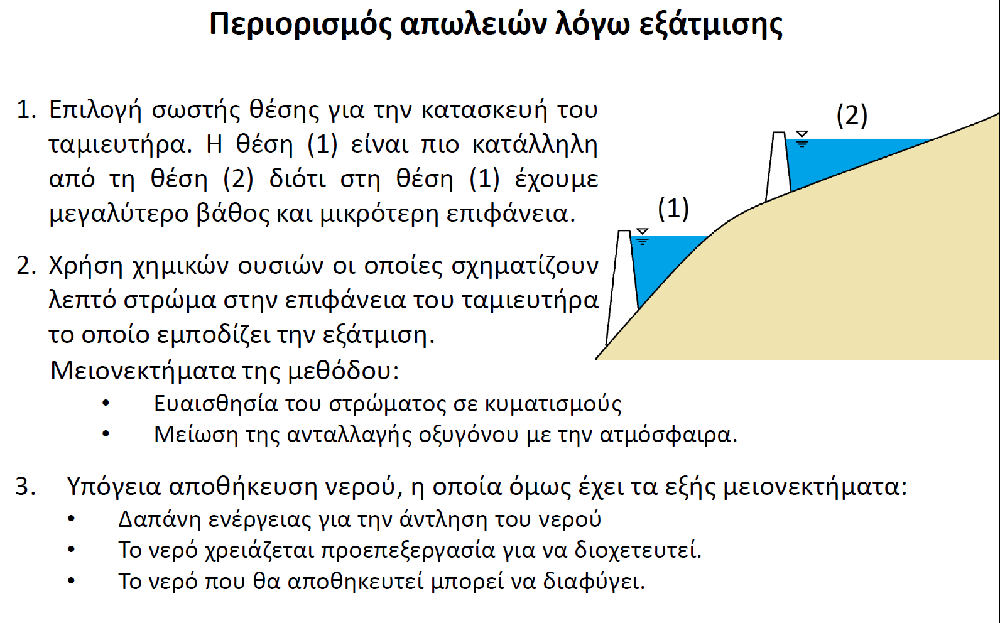 Περιορισμός απωλειών λόγω εξάτμισης
1. Επιλογή σωστής θέσης για την κατασκευή του
ταμιευτήρα. Η θέση (1) είναι πιο κατάλληλη
από τη θέση (2) διότι στη θέση (1) έχουμε
μεγαλύτερο βάθος και μικρότερη επιφάνεια.
(2)
(1)
2. Χρήση χημικών ουσιών οι οποίες σχηματίζουν
λεπτό στρώμα στην επιφάνεια του ταμιευτήρα
το οποίο εμποδίζει την εξάτμιση.
Μειονεκτήματα της μεθόδου:
• Ευαισθησία του στρώματος σε κυματισμούς
• Μείωση της ανταλλαγής οξυγόνου με την ατμόσφαιρα.
3. Υπόγεια αποθήκευση νερού, η οποία όμως έχει τα εξής μειονεκτήματα:
• Δαπάνη ενέργειας για την άντληση του νερού
• Το νερό χρειάζεται προεπεξεργασία για να διοχετευτεί.
• Το νερό που θα αποθηκευτεί μπορεί να διαφύγει.